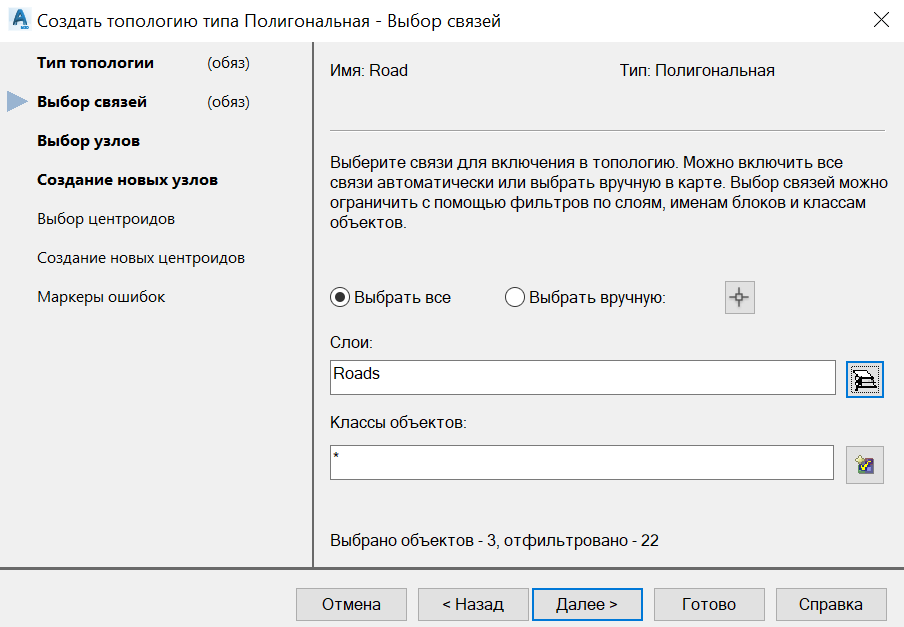 Создать топологию типа Полигональная - Выбор связей
Тип топологии (обяз)
Выбор связей (обяз)
Выбор узлов
Создание новых узлов
Выбор центроидов
Создание новых центроидов
Маркеры ошибок
Имя: Road Тип: Полигональная
Выберите связи для включения в топологию. Можно включить все
связи автоматически или выбрать вручную в карте. Выбор связей можно
ограничить с помощью фильтров по слоям, именам блоков и классам
объектов.
Выбрать все Выбрать вручную:
Слои:
Roads
Классы объектов:
*
Выбрано объектов - 3, отфильтровано - 22
Отмена < Назад Далее > Готово Справка